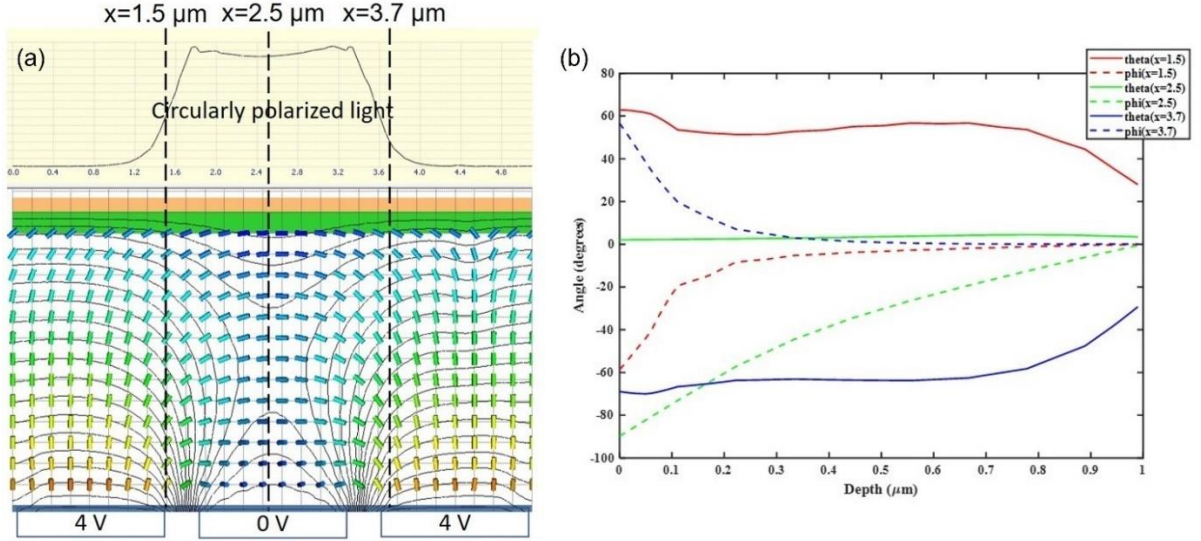 x=1.5 μm x=2.5 μm x=3.7 μm
(a)
Circularly polarized light
0.0 0.4 0.8 1.2 1.6 2.0 2.4 2.8 3.2 3.6 4.0 4.4 4.8
4 V 0 V 4 V
(b)
theta(x=1.5)
phi(x=1.5)
theta(x=2.5)
phi(x=2.5)
theta(x=3.7)
phi(x=3.7)
80
60
40
20
0
-20
-40
-60
-80
-100
Angle (degrees)
0 0.1 0.2 0.3 0.4 0.5 0.6 0.7 0.8 0.9 1
Depth (μm)